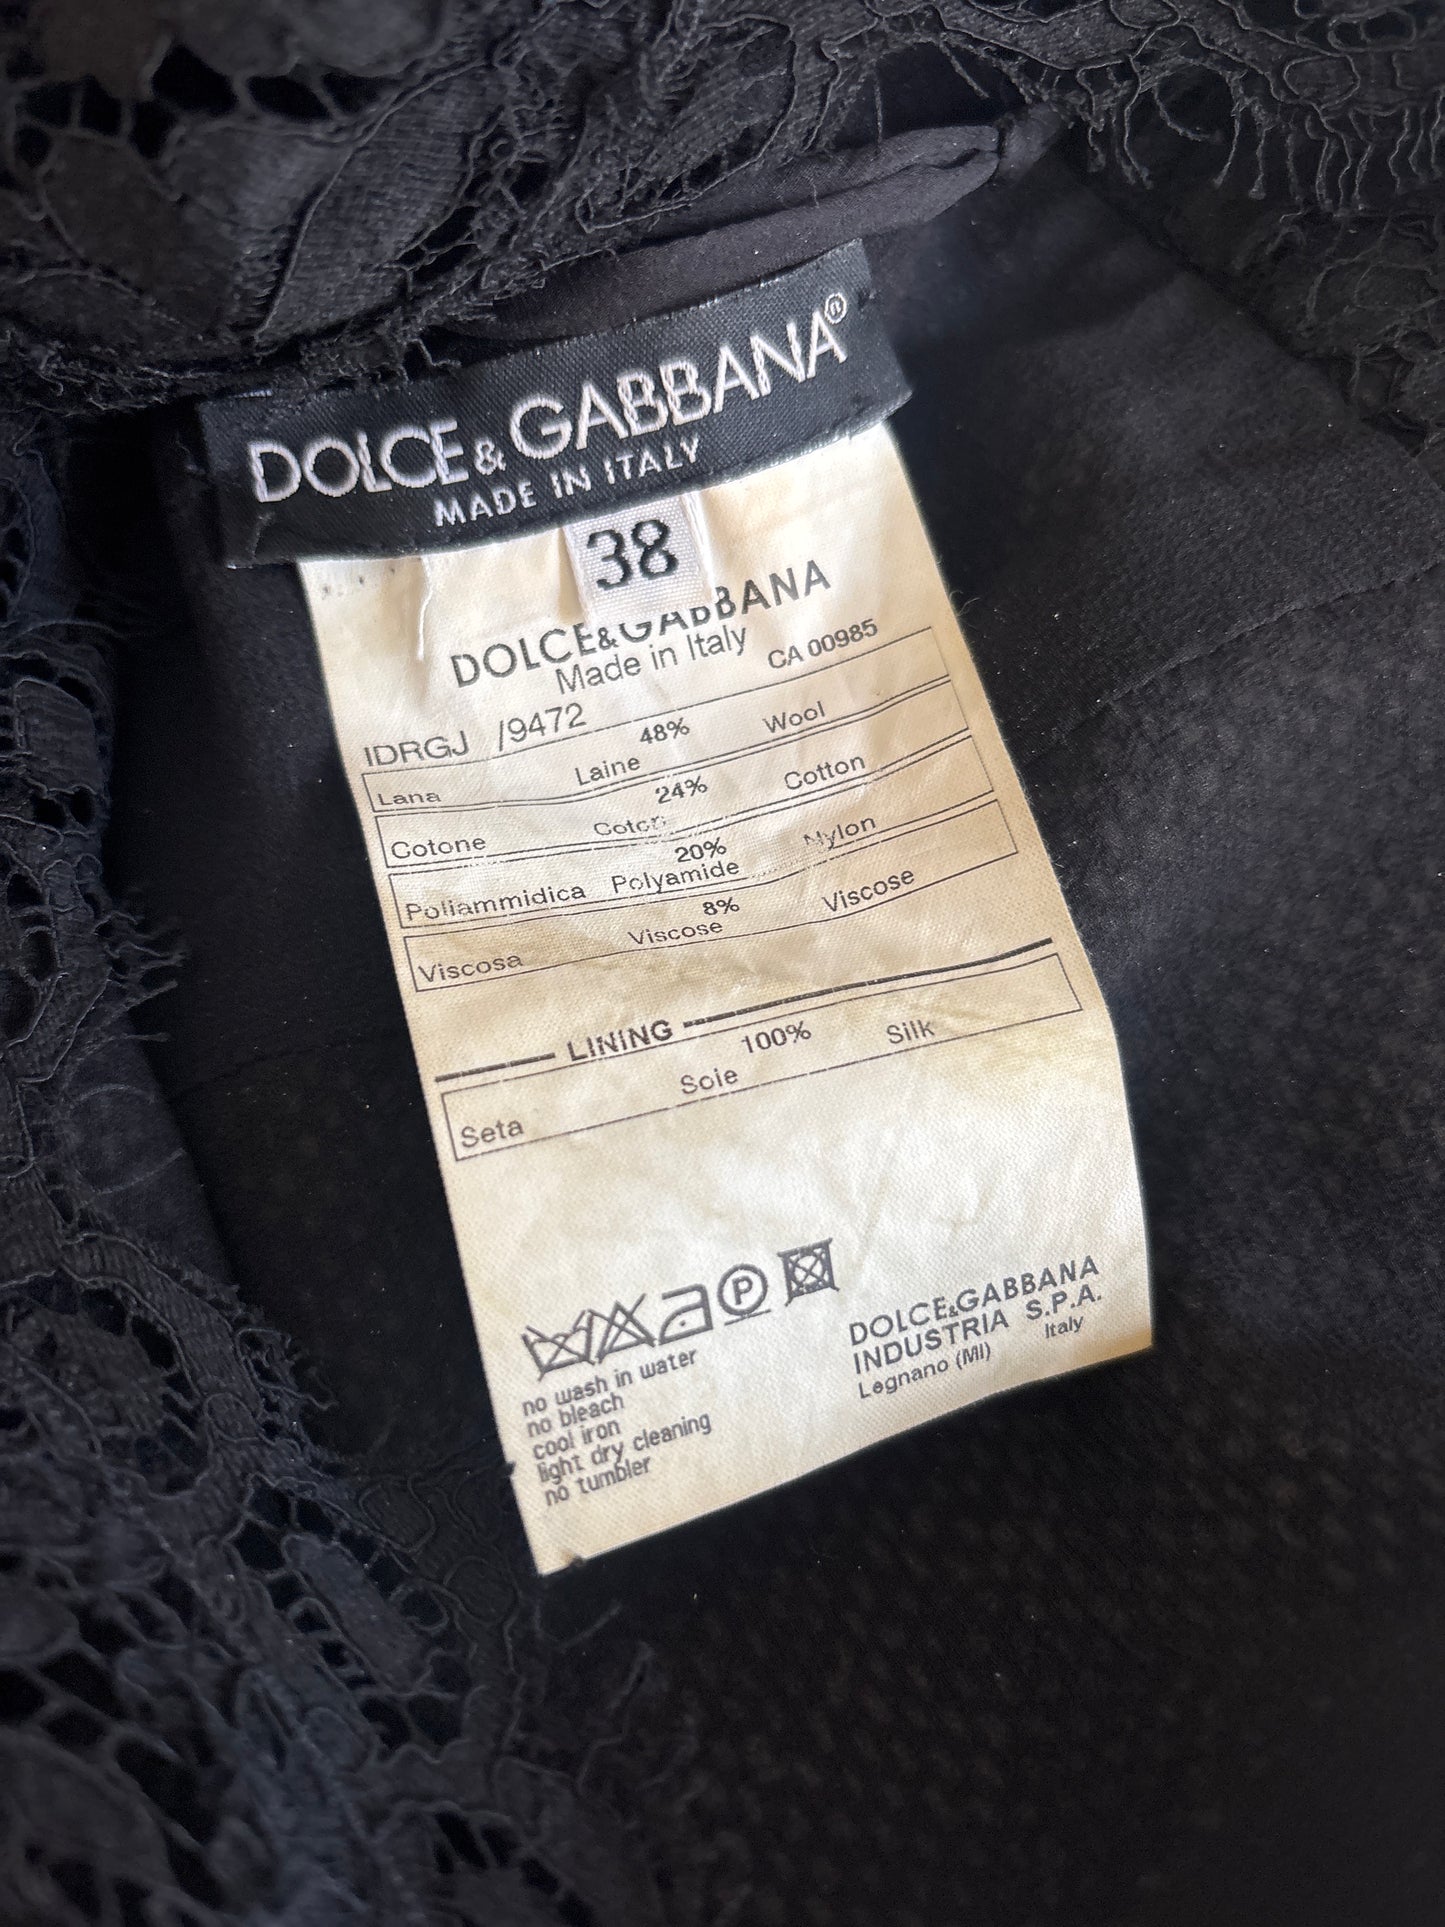 DOLCE&GABBANA®
MADE IN ITALY
38
DOLCE&GABBANA
Made in Italy
CA 00985
IDRGJ /9472
48%
Lana Laine Wool
24%
Cotone Coton Cotton
20%
Poliammidica Polyamide Nylon
8%
Viscosa Viscose Viscose
LINING
100%
Seta Soie Silk
P
no wash in water
no bleach
cool iron
light dry cleaning
no tumbler
DOLCE&GABBANA
INDUSTRIA S.P.A.
Legnano (MI) Italy